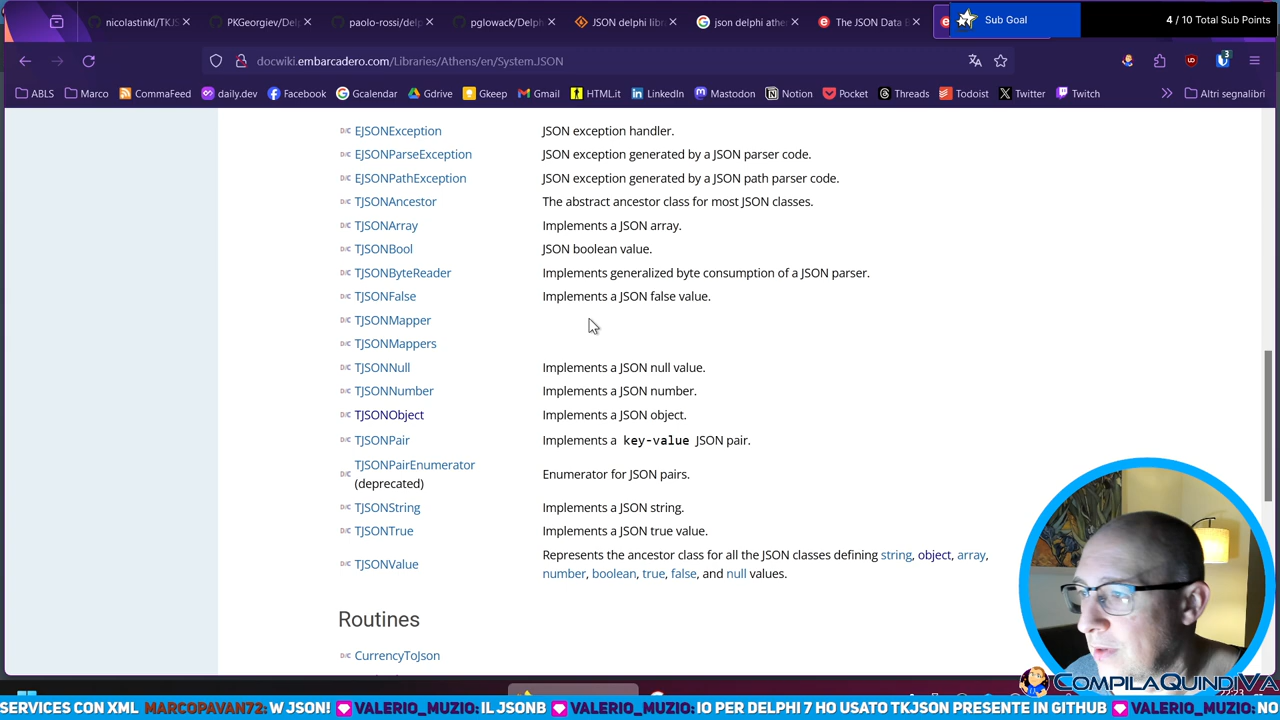 nicolastinkl/TKJS
PKGeorgiev/Delp
paolo-rossi/delp
pglowack/Delph
JSON delphi libr
json delphi athe
The JSON Data B
Sub Goal
4 / 10 Total Sub Points
docwiki.embarcadero.com/Libraries/Athens/en/System.JSON
3
ABLS Marco CommaFeed daily.dev Facebook Gcalendar Gdrive Gkeep Gmail HTML.it LinkedIn Mastodon Notion Pocket Threads Todoist Twitter Twitch Altri segnalibri
EJSONException JSON exception handler.
EJSONParseException JSON exception generated by a JSON parser code.
EJSONPathException JSON exception generated by a JSON path parser code.
TJSONAncestor The abstract ancestor class for most JSON classes.
TJSONArray Implements a JSON array.
TJSONBool JSON boolean value.
TJSONByteReader Implements generalized byte consumption of a JSON parser.
TJSONFalse Implements a JSON false value.
TJSONMapper
TJSONMappers
TJSONNull Implements a JSON null value.
TJSONNumber Implements a JSON number.
TJSONObject Implements a JSON object.
TJSONPair Implements a key-value JSON pair.
TJSONPairEnumerator
(deprecated) Enumerator for JSON pairs.
TJSONString Implements a JSON string.
TJSONTrue Implements a JSON true value.
TJSONValue Represents the ancestor class for all the JSON classes defining string, object, array,
number, boolean, true, false, and null values.
Routines
CurrencyToJson
COMPILAQUINDIVA
SERVICES CON XML MARCOPAVAN72: W JSON! VALERIO_MUZIO: IL JSONB VALERIO_MUZIO: IO PER DELPHI 7 HO USATO TKJSON PRESENTE IN GITHUB VALERIO_MUZIO: NO